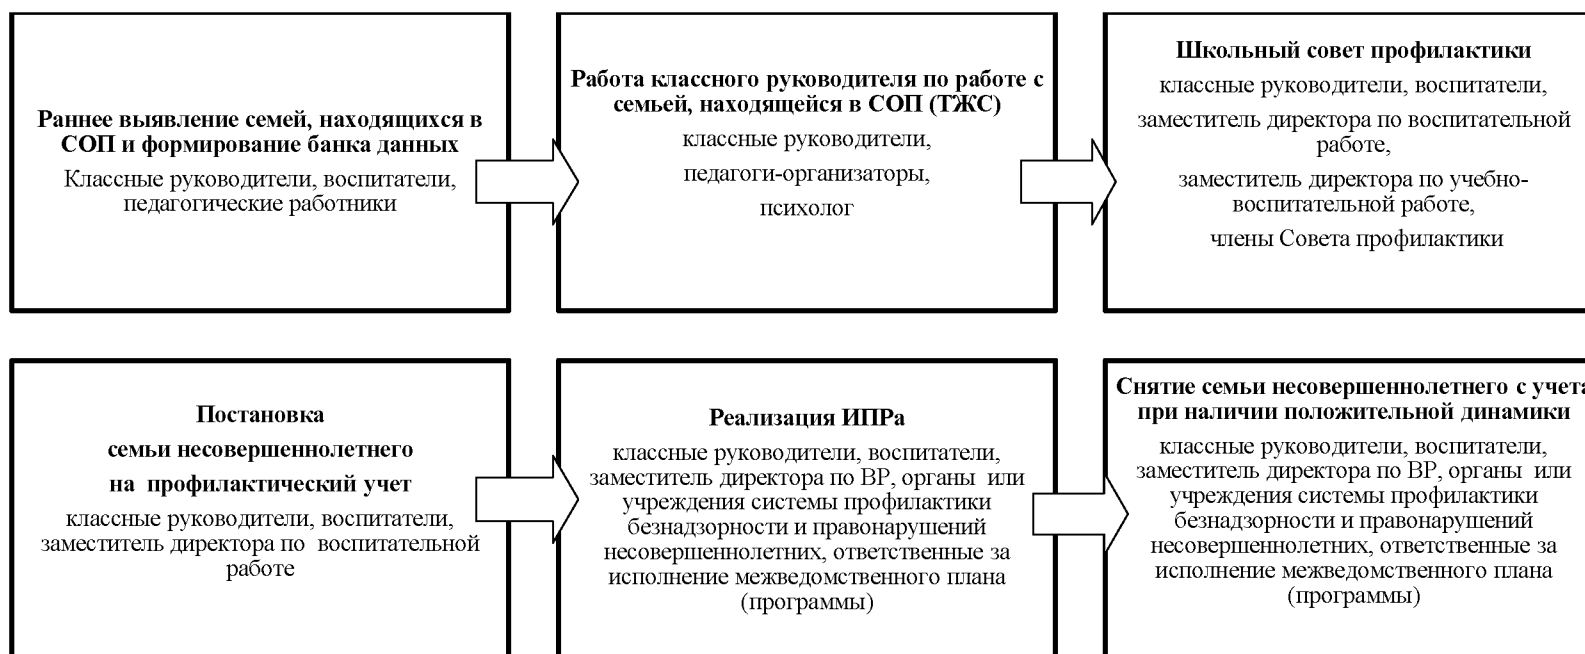 Раннее выявление семей, находящихся в
СОП и формирование банка данных
Классные руководители, воспитатели,
педагогические работники
Работа классного руководителя по работе с
семьей, находящейся в СОП (ТЖС)
классные руководители,
педагоги-организаторы,
психолог
Школьный совет профилактики
классные руководители, воспитатели,
заместитель директора по воспитательной
работе,
заместитель директора по учебно-
воспитательной работе,
члены Совета профилактики
Постановка
семьи несовершеннолетнего
на профилактический учет
классные руководители, воспитатели,
заместитель директора по воспитательной
работе
Реализация ИПРа
классные руководители, воспитатели,
заместитель директора по ВР, органы или
учреждения системы профилактики
безнадзорности и правонарушений
несовершеннолетних, ответственные за
исполнение межведомственного плана
(программы)
Снятие семьи несовершеннолетнего с учета
при наличии положительной динамики
классные руководители, воспитатели,
заместитель директора по ВР, органы или
учреждения системы профилактики
безнадзорности и правонарушений
несовершеннолетних, ответственные за
исполнение межведомственного плана
(программы)